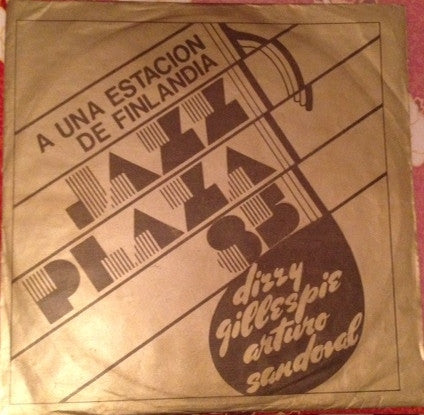 A UNA ESTACION
DE FINLANDIA
JAZZ
PLAZA
85
dizzy
gillespie
arturo
sandoval